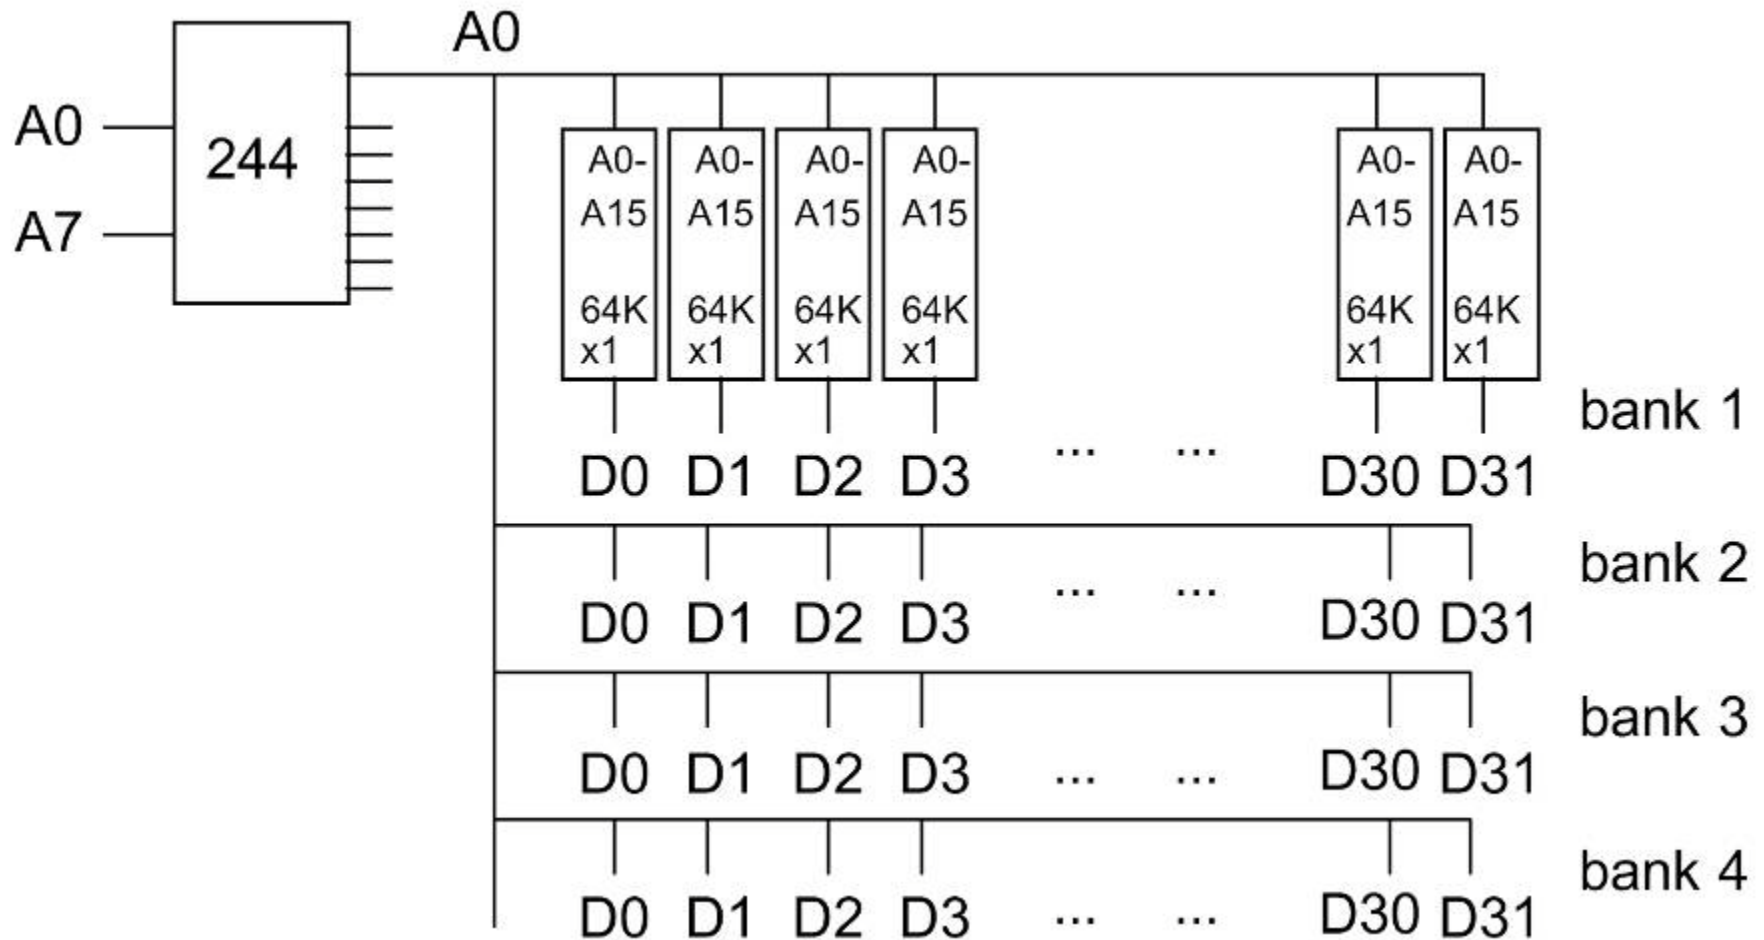 A0
A0
A7
244
A0- A0- A0- A0- A0- A0-
A15 A15 A15 A15 A15 A15
64K 64K 64K 64K 64K 64K
x1 x1 x1 x1 x1 x1
bank 1
D0 D1 D2 D3 ... ... D30 D31
bank 2
D0 D1 D2 D3 ... ... D30 D31
bank 3
D0 D1 D2 D3 ... ... D30 D31
bank 4
D0 D1 D2 D3 ... ... D30 D31